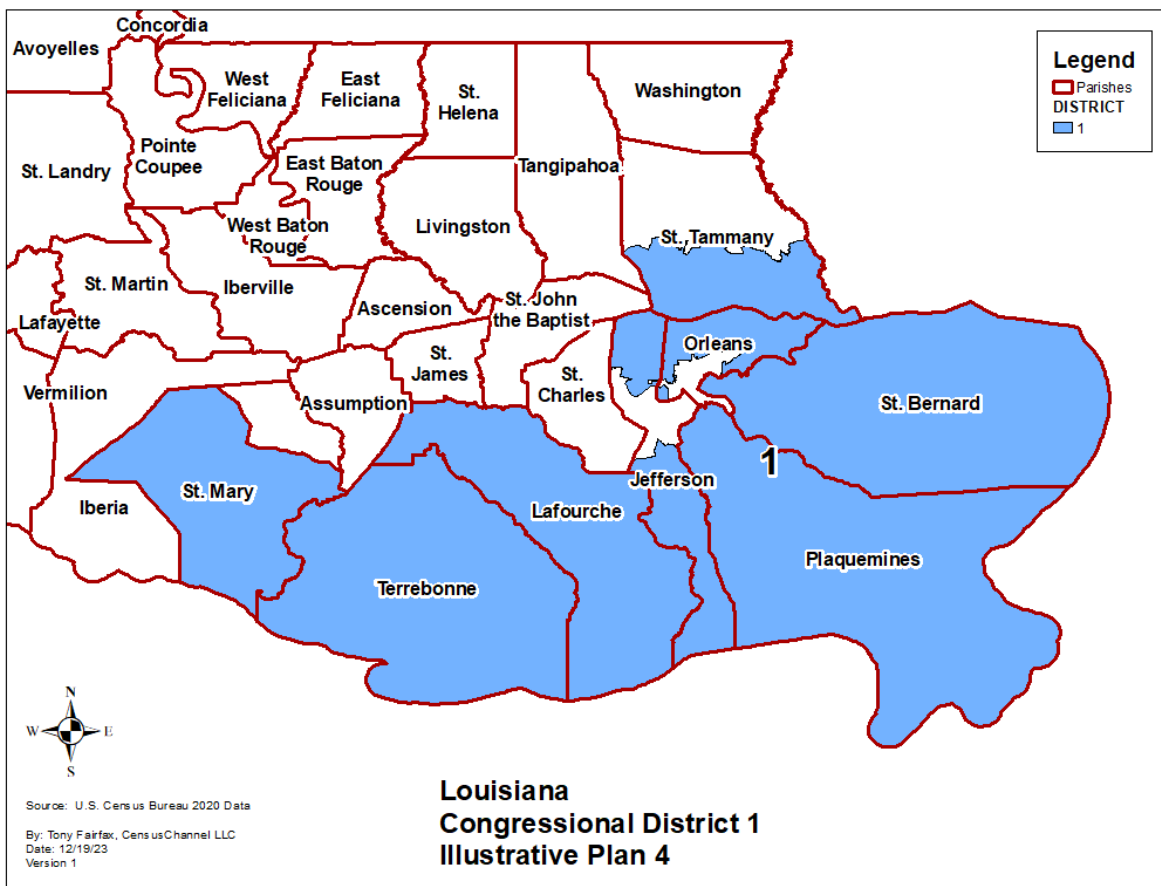 Concordia
Avoyelles
West
Feliciana
East
Feliciana
St.
Helena
Washington
Legend
Parishes
DISTRICT
1
Pointe
Coupee
St. Landry
East Baton
Rouge
Tangipahoa
West Baton
Rouge
Livingston
St. Tammany
St. Martin
Iberville
Ascension
St. John
the Baptist
Lafayette
Orleans
St.
James
St.
Charles
Vermilion
Assumption
St. Bernard
1
Jefferson
St. Mary
Iberia
Lafourche
Plaquemines
Terrebonne
N
W
E
S
Source: U.S. Census Bureau 2020 Data
By: Tony Fairfax, CensusChannel LLC
Date: 12/19/23
Version 1
Louisiana
Congressional District 1
Illustrative Plan 4